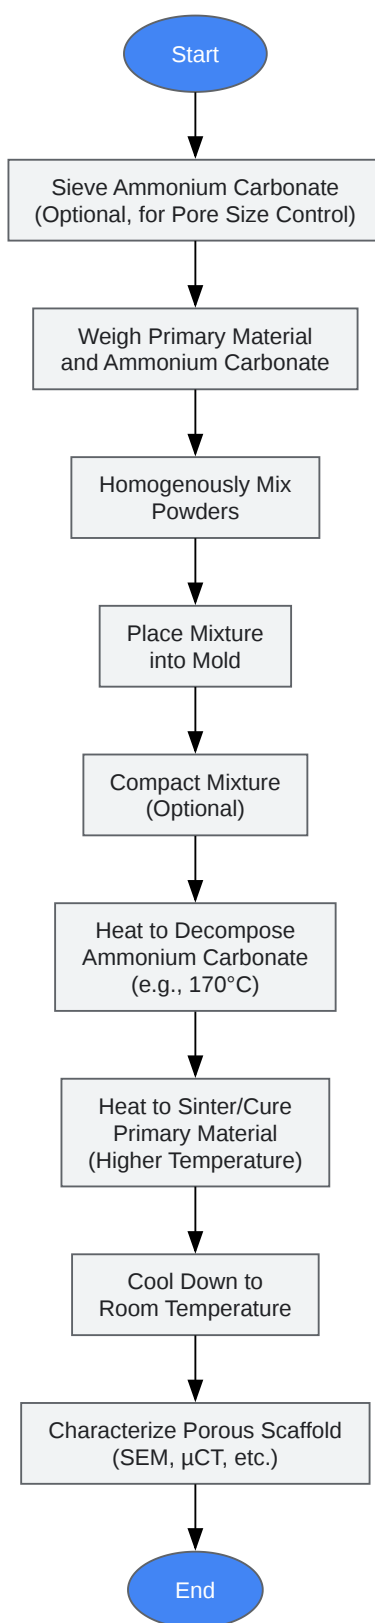 Start
Sieve Ammonium Carbonate
(Optional, for Pore Size Control)
Weigh Primary Material
and Ammonium Carbonate
Homogenously Mix
Powders
Place Mixture
into Mold
Compact Mixture
(Optional)
Heat to Decompose
Ammonium Carbonate
(e.g., 170°C)
Heat to Sinter/Cure
Primary Material
(Higher Temperature)
Cool Down to
Room Temperature
Characterize Porous Scaffold
(SEM, µCT, etc.)
End